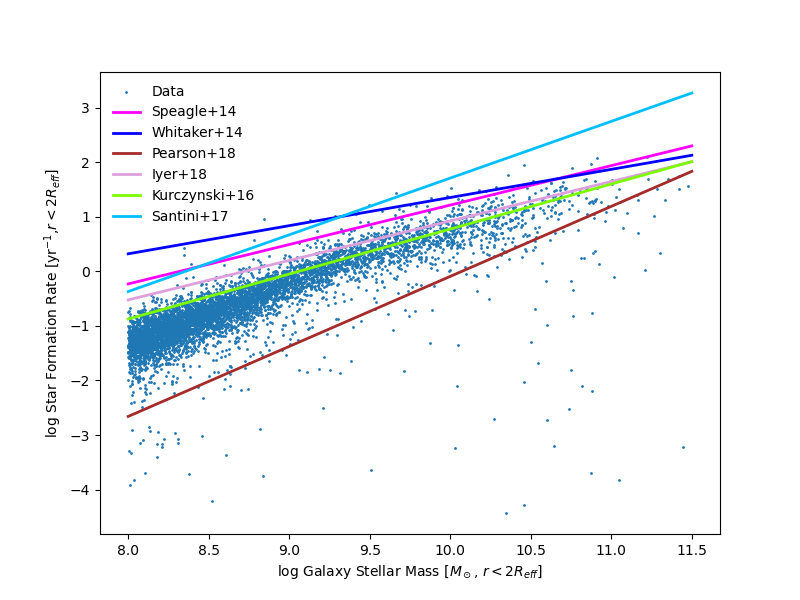 Data
Speagle+14
Whitaker+14
Pearson+18
Iyer+18
Kurczynski+16
Santini+17
3
2
1
0
−1
−2
−3
−4
log Star Formation Rate [yr⁻¹, r < 2R_eff]
8.0 8.5 9.0 9.5 10.0 10.5 11.0 11.5
log Galaxy Stellar Mass [M_⊙, r < 2R_eff]